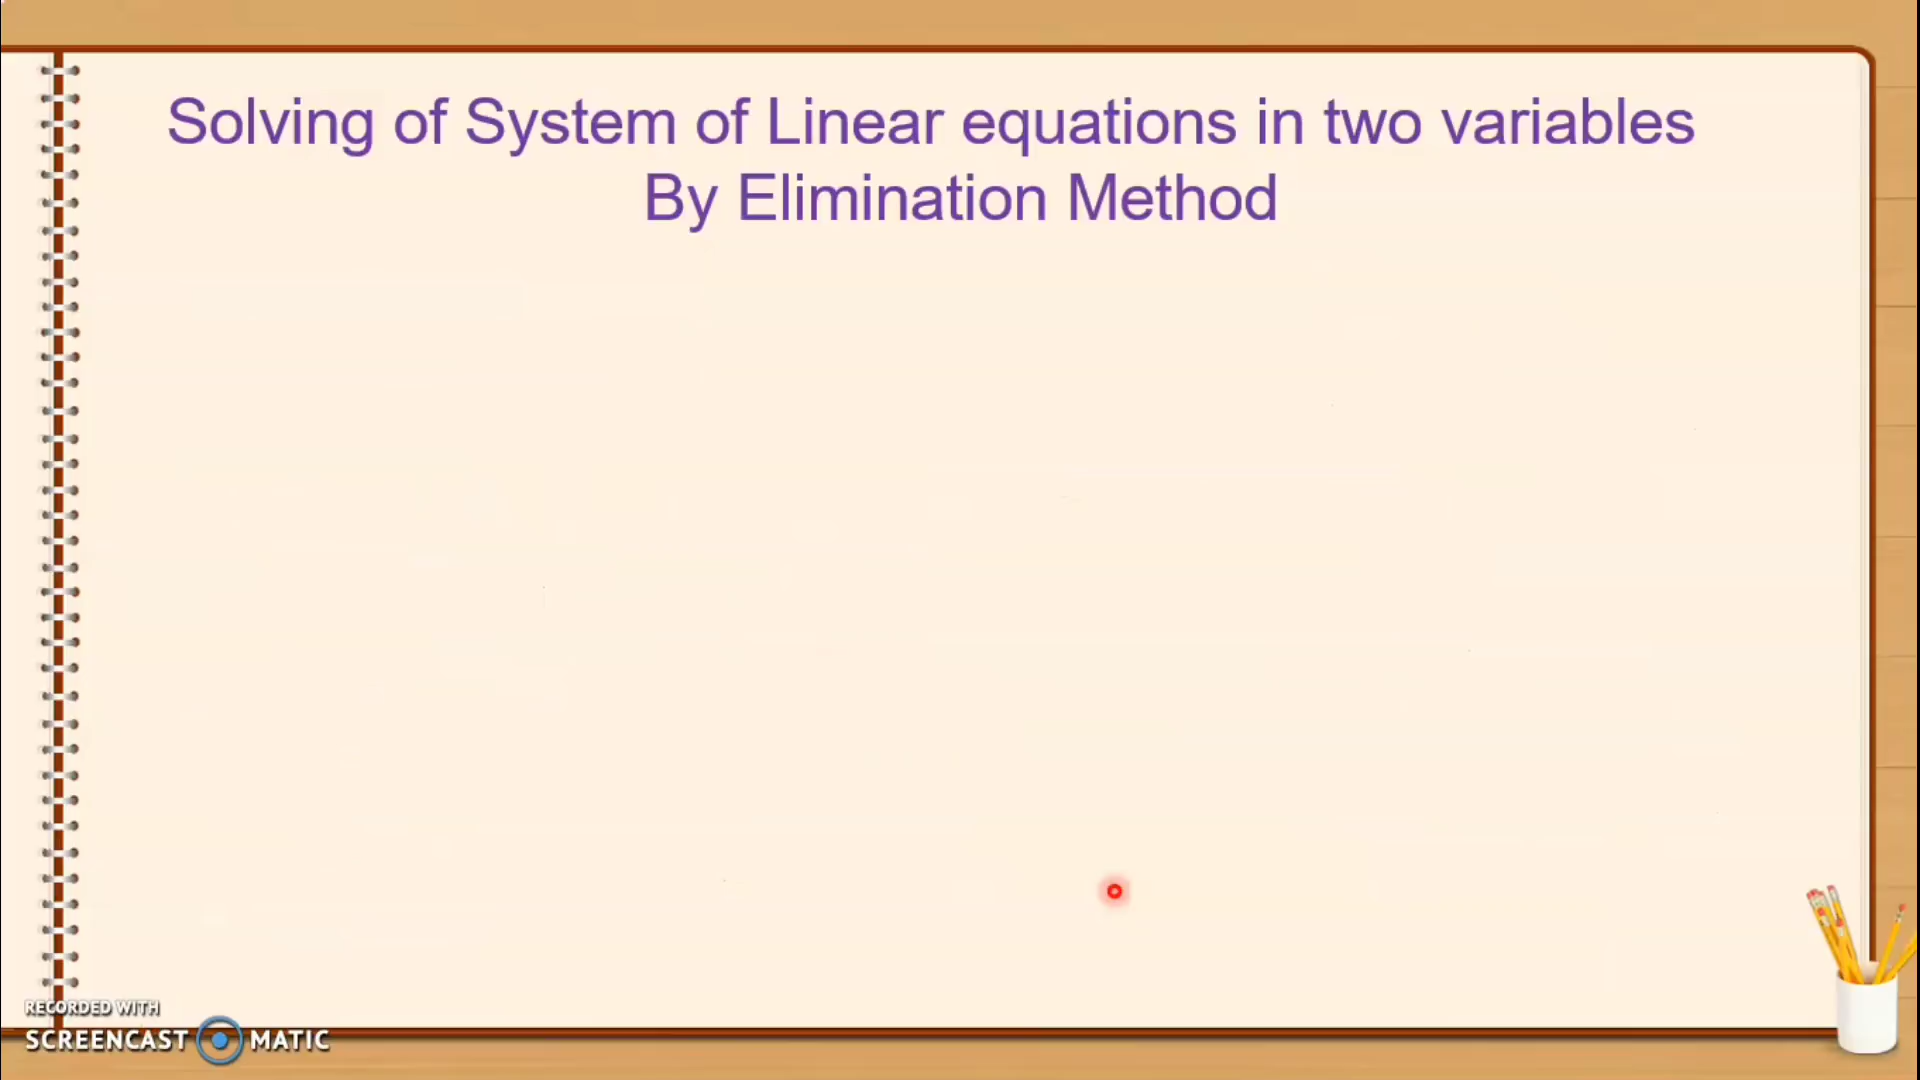 Solving of System of Linear equations in two variables
By Elimination Method
RECORDED WITH
SCREENCAST MATIC